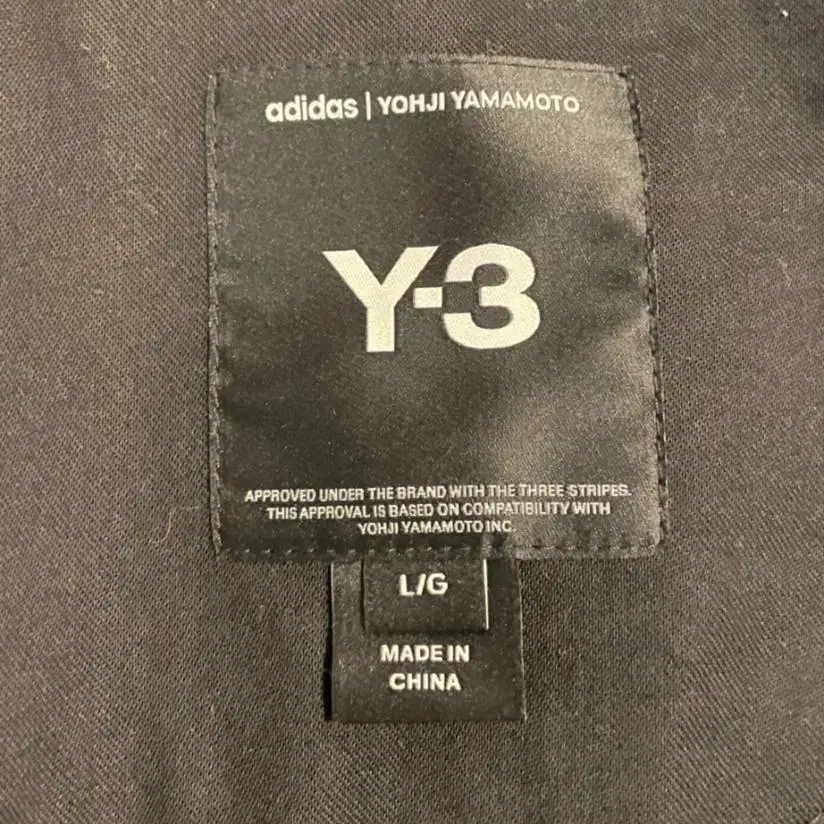 adidas | YOHJI YAMAMOTO
Y-3
APPROVED UNDER THE BRAND WITH THE THREE STRIPES.
THIS APPROVAL IS BASED ON COMPATIBILITY WITH
YOHJI YAMAMOTO INC.
L/G
MADE IN
CHINA